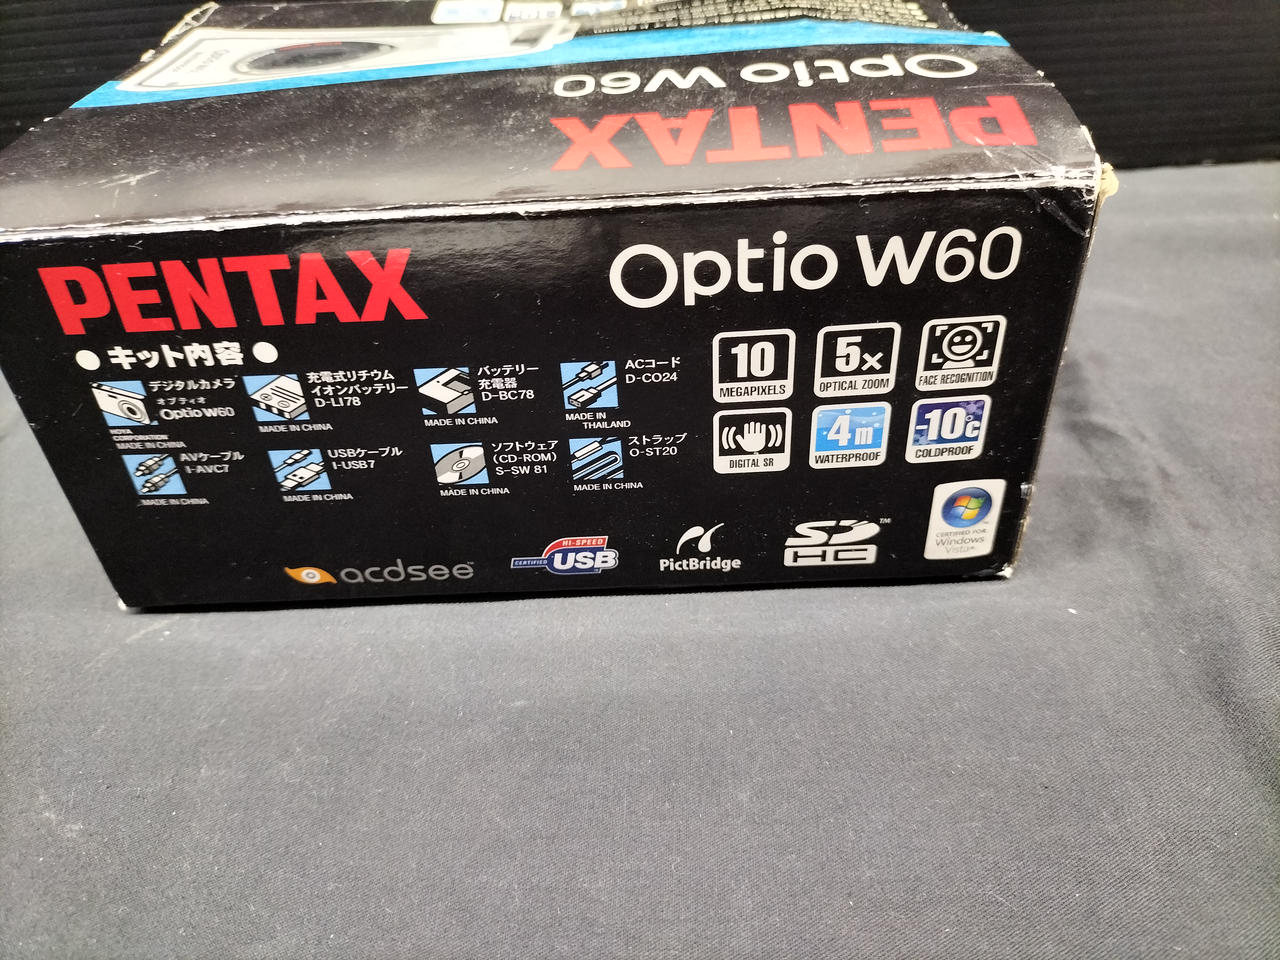 Optio W60
PENTAX
PENTAX
Optio W60
● キット内容 ●
デジタルカメラ
オプティオ
Optio W60
HOYA
CORPORATION
MADE IN CHINA
充電式リチウム
イオンバッテリー
D-LI78
MADE IN CHINA
バッテリー
充電器
D-BC78
MADE IN CHINA
ACコード
D-CO24
MADE IN
THAILAND
AVケーブル
I-AVC7
MADE IN CHINA
USBケーブル
I-USB7
MADE IN CHINA
ソフトウェア
(CD-ROM)
S-SW 81
MADE IN CHINA
ストラップ
O-ST20
MADE IN CHINA
10
MEGAPIXELS
5x
OPTICAL ZOOM
FACE RECOGNITION
DIGITAL SR
4m
WATERPROOF
-10℃
COLDPROOF
acdsee™
HI-SPEED
CERTIFIED
USB
PictBridge
SD™
HC
CERTIFIED FOR
Windows
Vista™